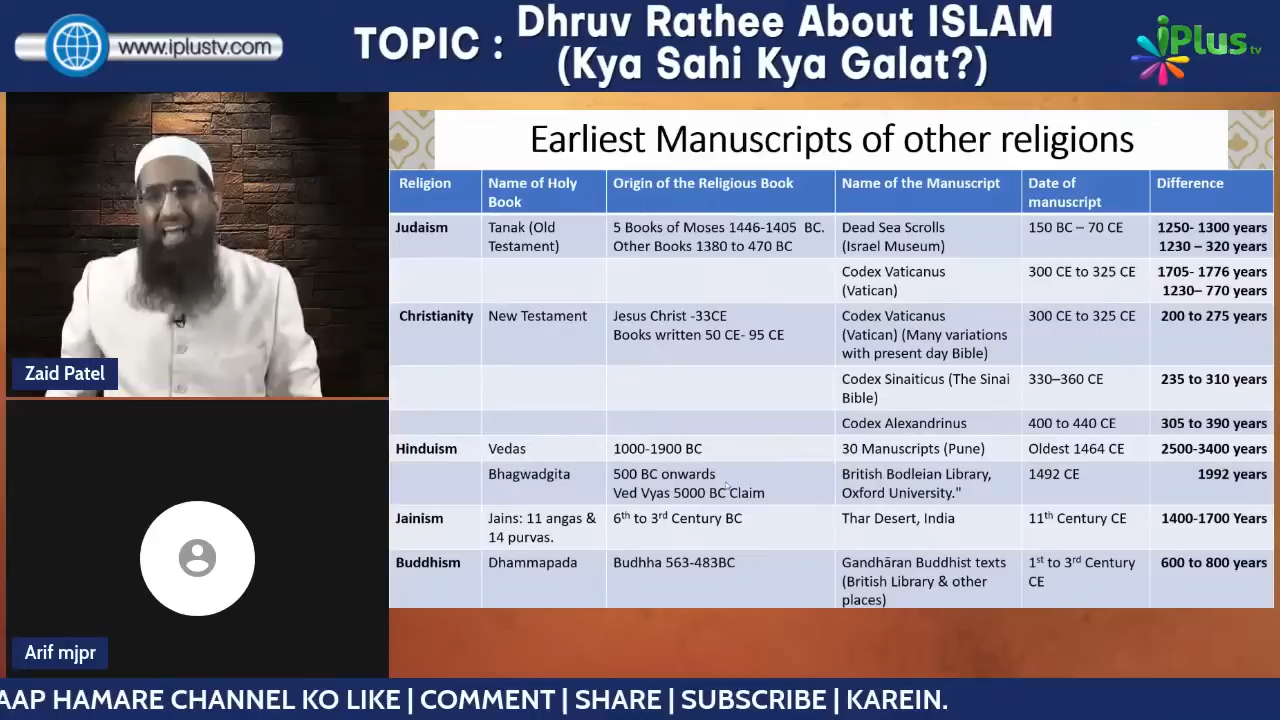 www.iplustv.com
TOPIC :
Dhruv Rathee About ISLAM
(Kya Sahi Kya Galat?)
iPlus tv
Zaid Patel
Arif mjpr
Earliest Manuscripts of other religions
Religion
Name of Holy
Book
Origin of the Religious Book
Name of the Manuscript
Date of
manuscript
Difference
Judaism
Tanak (Old
Testament)
5 Books of Moses 1446-1405 BC.
Other Books 1380 to 470 BC
Dead Sea Scrolls
(Israel Museum)
150 BC – 70 CE
1250- 1300 years
1230 – 320 years
Codex Vaticanus
(Vatican)
300 CE to 325 CE
1705- 1776 years
1230– 770 years
Christianity
New Testament
Jesus Christ -33CE
Books written 50 CE- 95 CE
Codex Vaticanus
(Vatican) (Many variations
with present day Bible)
300 CE to 325 CE
200 to 275 years
Codex Sinaiticus (The Sinai
Bible)
330–360 CE
235 to 310 years
Codex Alexandrinus
400 to 440 CE
305 to 390 years
Hinduism
Vedas
1000-1900 BC
30 Manuscripts (Pune)
Oldest 1464 CE
2500-3400 years
Bhagwadgita
500 BC onwards
Ved Vyas 5000 BC Claim
British Bodleian Library,
Oxford University."
1492 CE
1992 years
Jainism
Jains: 11 angas &
14 purvas.
6th to 3rd Century BC
Thar Desert, India
11th Century CE
1400-1700 Years
Buddhism
Dhammapada
Budhha 563-483BC
Gandhāran Buddhist texts
(British Library & other
places)
1st to 3rd Century
CE
600 to 800 years
AAP HAMARE CHANNEL KO LIKE | COMMENT | SHARE | SUBSCRIBE | KAREIN.